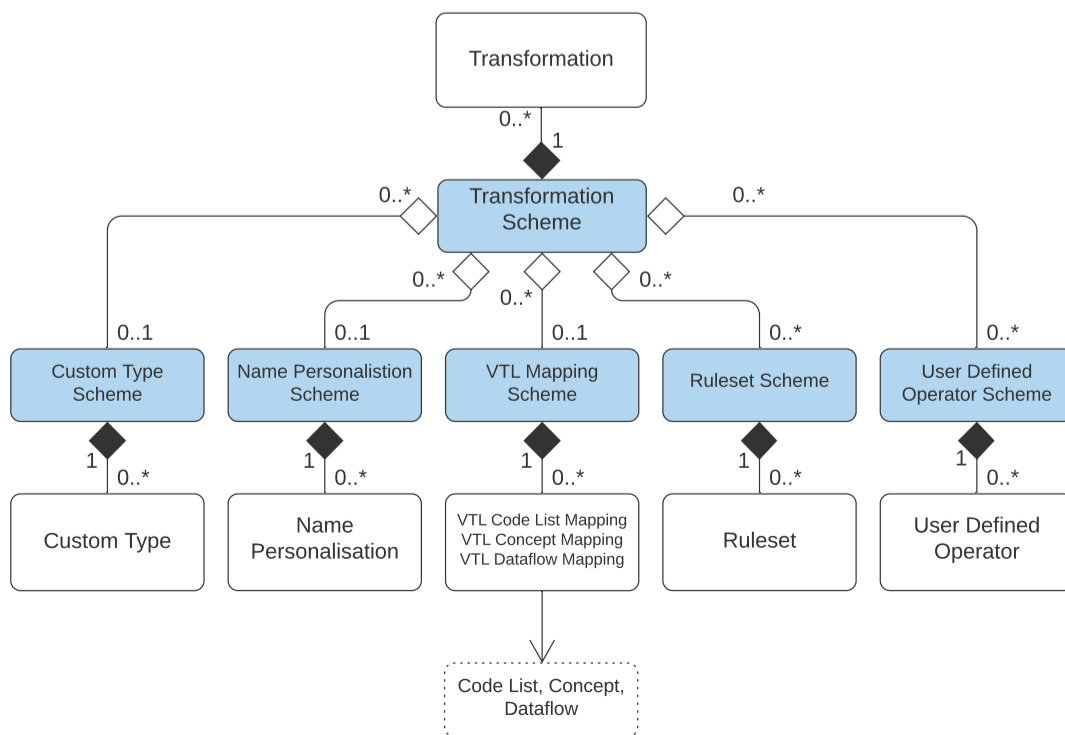 Transformation
0..*
1
Transformation
Scheme
0..*
0..*
0..*
0..*
0..*
0..1
0..1
0..1
0..*
0..*
Custom Type
Scheme
Name Personalistion
Scheme
VTL Mapping
Scheme
Ruleset Scheme
User Defined
Operator Scheme
1
0..*
1
0..*
1
0..*
1
0..*
1
0..*
Custom Type
Name
Personalisation
VTL Code List Mapping
VTL Concept Mapping
VTL Dataflow Mapping
Ruleset
User Defined
Operator
Code List, Concept,
Dataflow